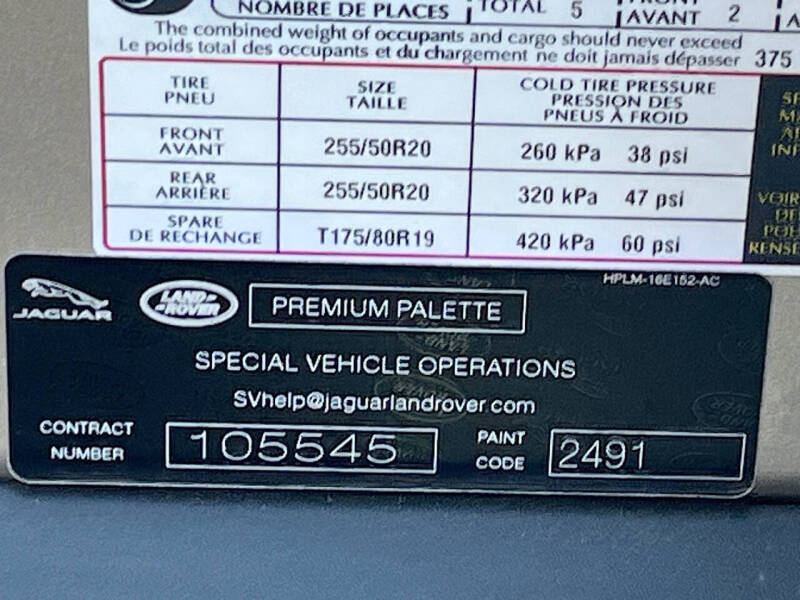 NOMBRE DE PLACES TOTAL 5 AVANT 2
The combined weight of occupants and cargo should never exceed
Le poids total des occupants et du chargement ne doit jamais dépasser 375
TIRE SIZE COLD TIRE PRESSURE
PNEU TAILLE PRESSION DES
PNEUS À FROID
FRONT
AVANT 255/50R20 260 kPa 38 psi
REAR
ARRIÈRE 255/50R20 320 kPa 47 psi
SPARE
DE RECHANGE T175/80R19 420 kPa 60 psi
VOIR
HPLM-16E152-AC
JAGUAR LAND ROVER PREMIUM PALETTE
SPECIAL VEHICLE OPERATIONS
SVhelp@jaguarlandrover.com
CONTRACT
NUMBER 105545 PAINT
CODE 2491